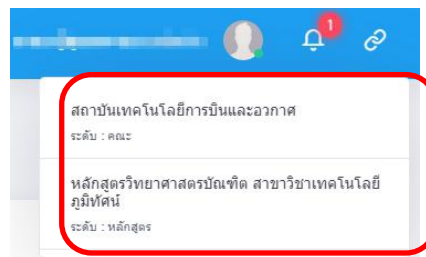 1
สถาบันเทคโนโลยีการบินและอวกาศ
ระดับ : คณะ
หลักสูตรวิทยาศาสตรบัณฑิต สาขาวิชาเทคโนโลยี
ภูมิทัศน์
ระดับ : หลักสูตร